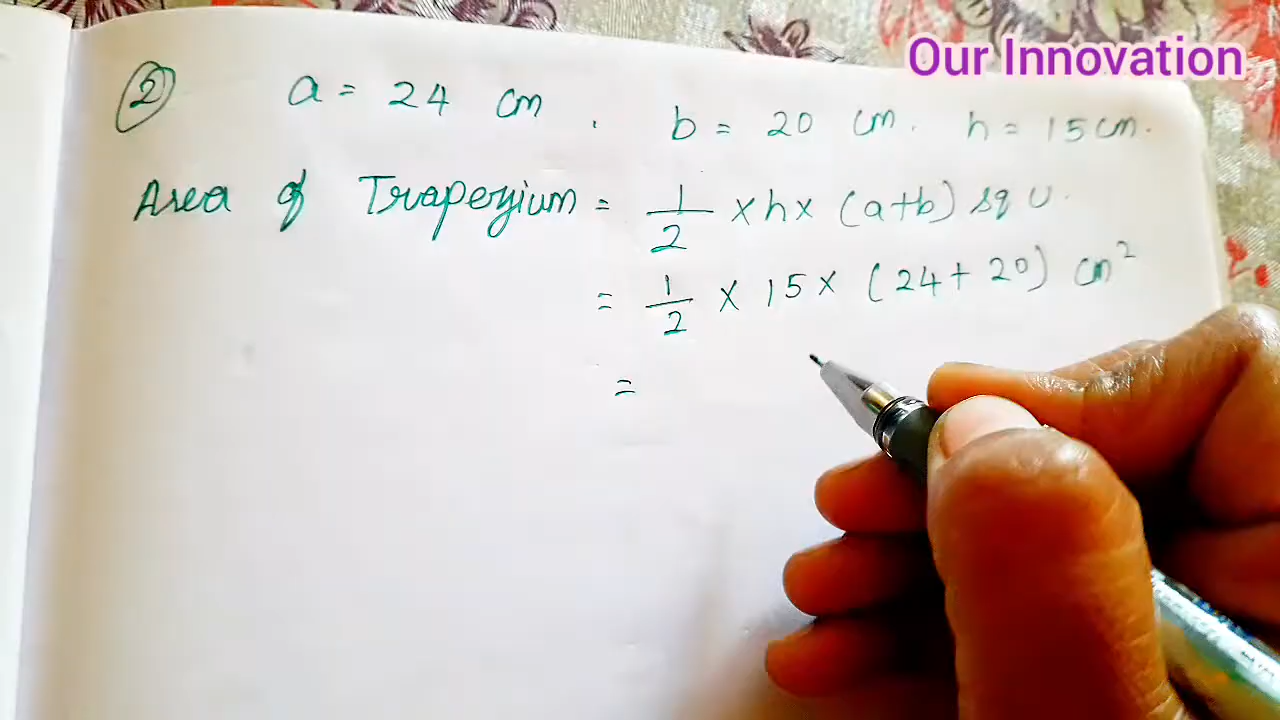 Our Innovation
② a = 24 cm . b = 20 cm. h = 15 cm.
Area of Trapezium = 1/2 × h × (a+b) sq u.
= 1/2 × 15 × (24 + 20) cm²
=